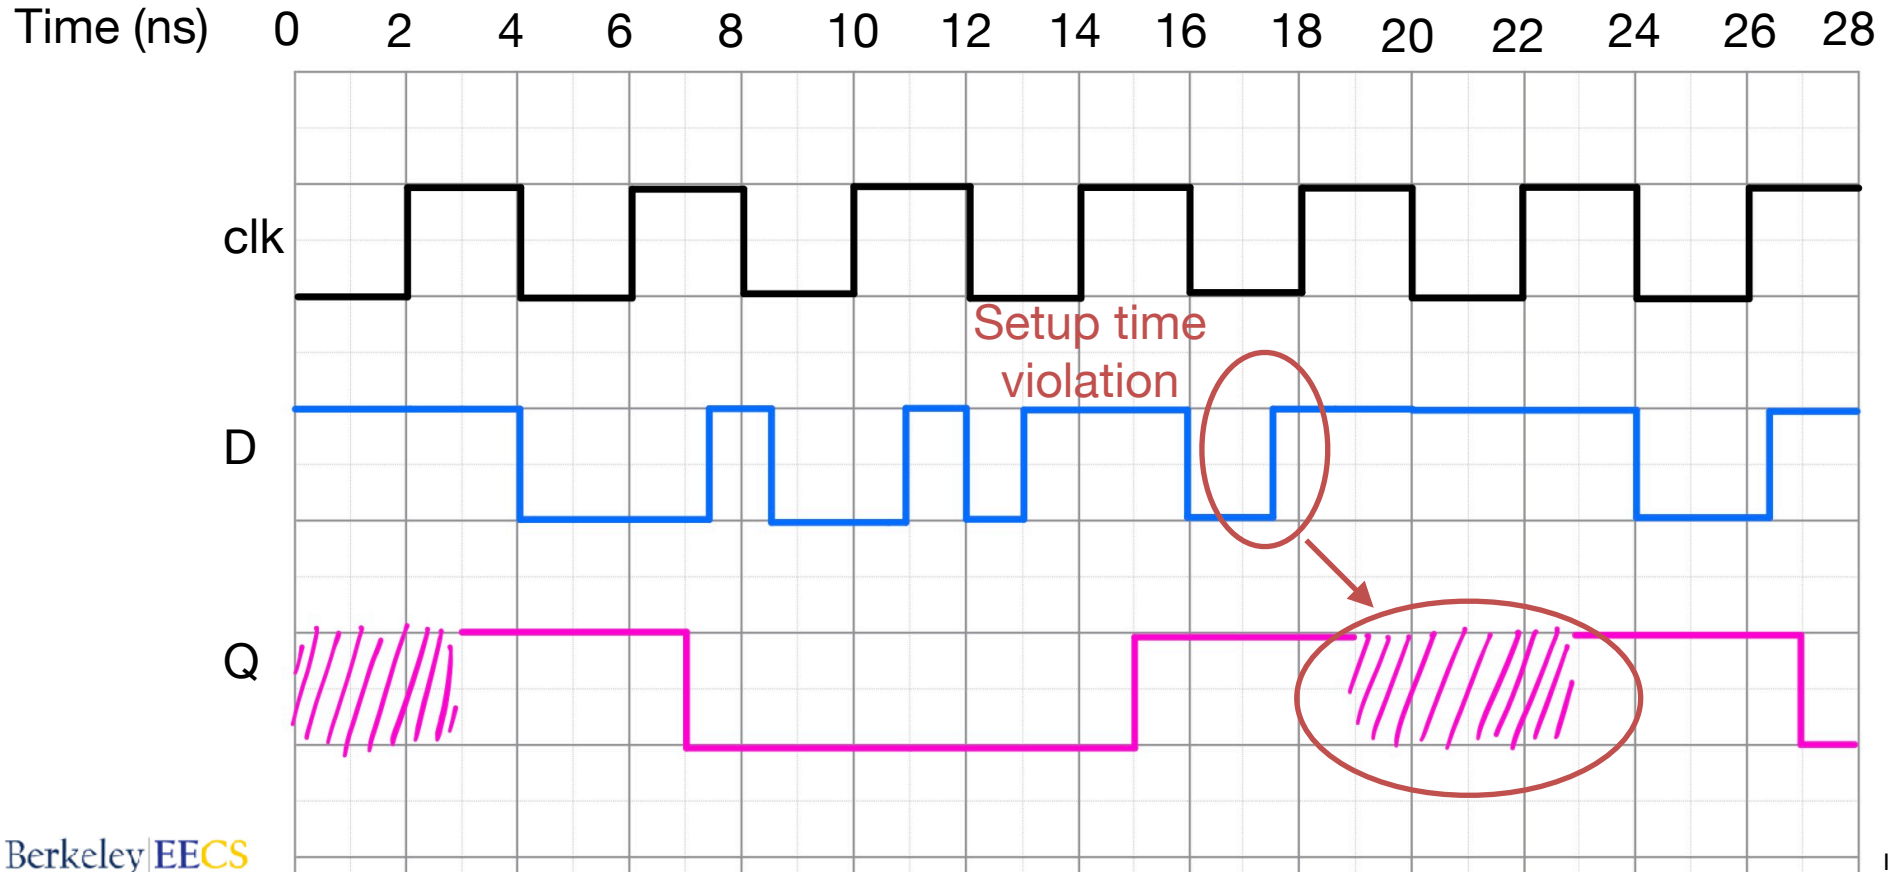 Time (ns) 0 2 4 6 8 10 12 14 16 18 20 22 24 26 28
clk
Setup time
violation
D
Q
Berkeley EECS